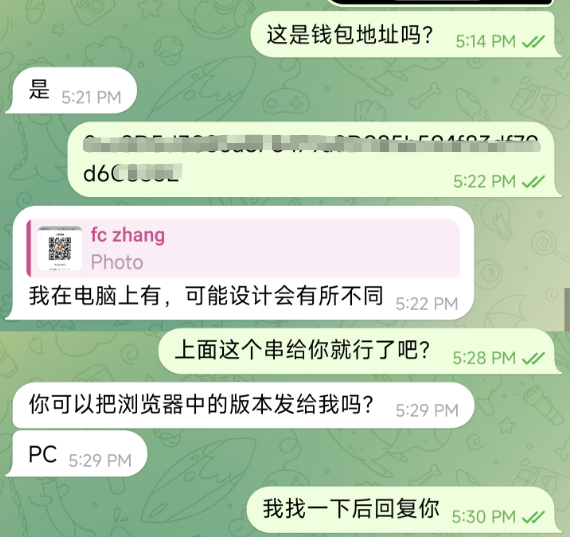 这是钱包地址吗？ 5:14 PM
是 5:21 PM
5:22 PM
fc zhang
Photo
我在电脑上有，可能设计会有所不同 5:22 PM
上面这个串给你就行了吧？ 5:28 PM
你可以把浏览器中的版本发给我吗？ 5:29 PM
PC 5:29 PM
我找一下后回复你 5:30 PM